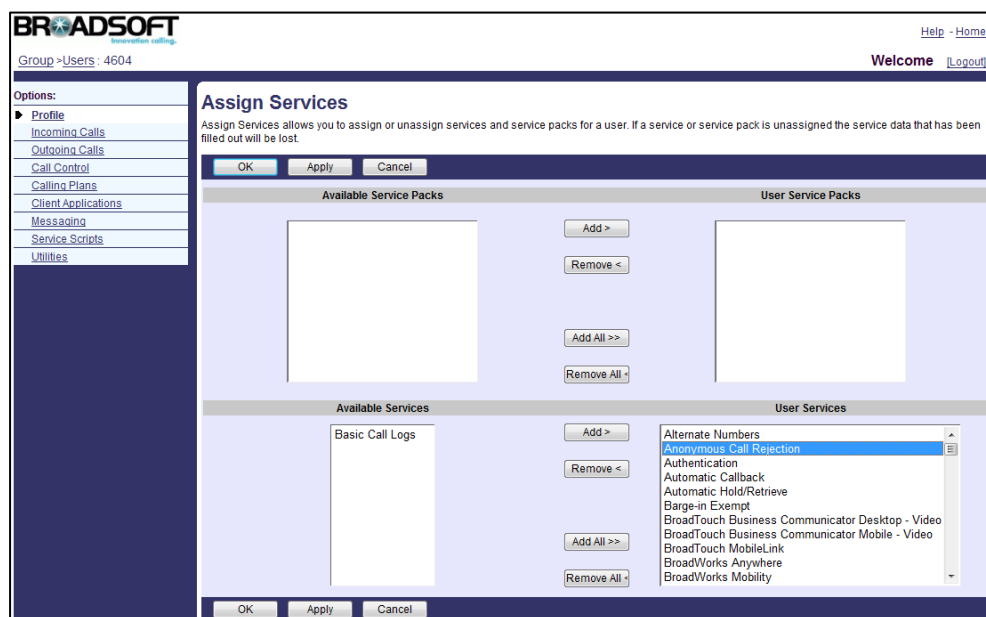 BROADSOFT
Innovation calling.
Help - Home
Group >Users : 4604
Welcome [Logout]
Options:
Profile
Incoming Calls
Outgoing Calls
Call Control
Calling Plans
Client Applications
Messaging
Service Scripts
Utilities
Assign Services
Assign Services allows you to assign or unassign services and service packs for a user. If a service or service pack is unassigned the service data that has been
filled out will be lost.
OK Apply Cancel
Available Service Packs User Service Packs
Add >
Remove <
Add All >>
Remove All <
Available Services User Services
Basic Call Logs
Add >
Remove <
Add All >>
Remove All <
Alternate Numbers
Anonymous Call Rejection
Authentication
Automatic Callback
Automatic Hold/Retrieve
Barge-in Exempt
BroadTouch Business Communicator Desktop - Video
BroadTouch Business Communicator Mobile - Video
BroadTouch MobileLink
BroadWorks Anywhere
BroadWorks Mobility
OK Apply Cancel